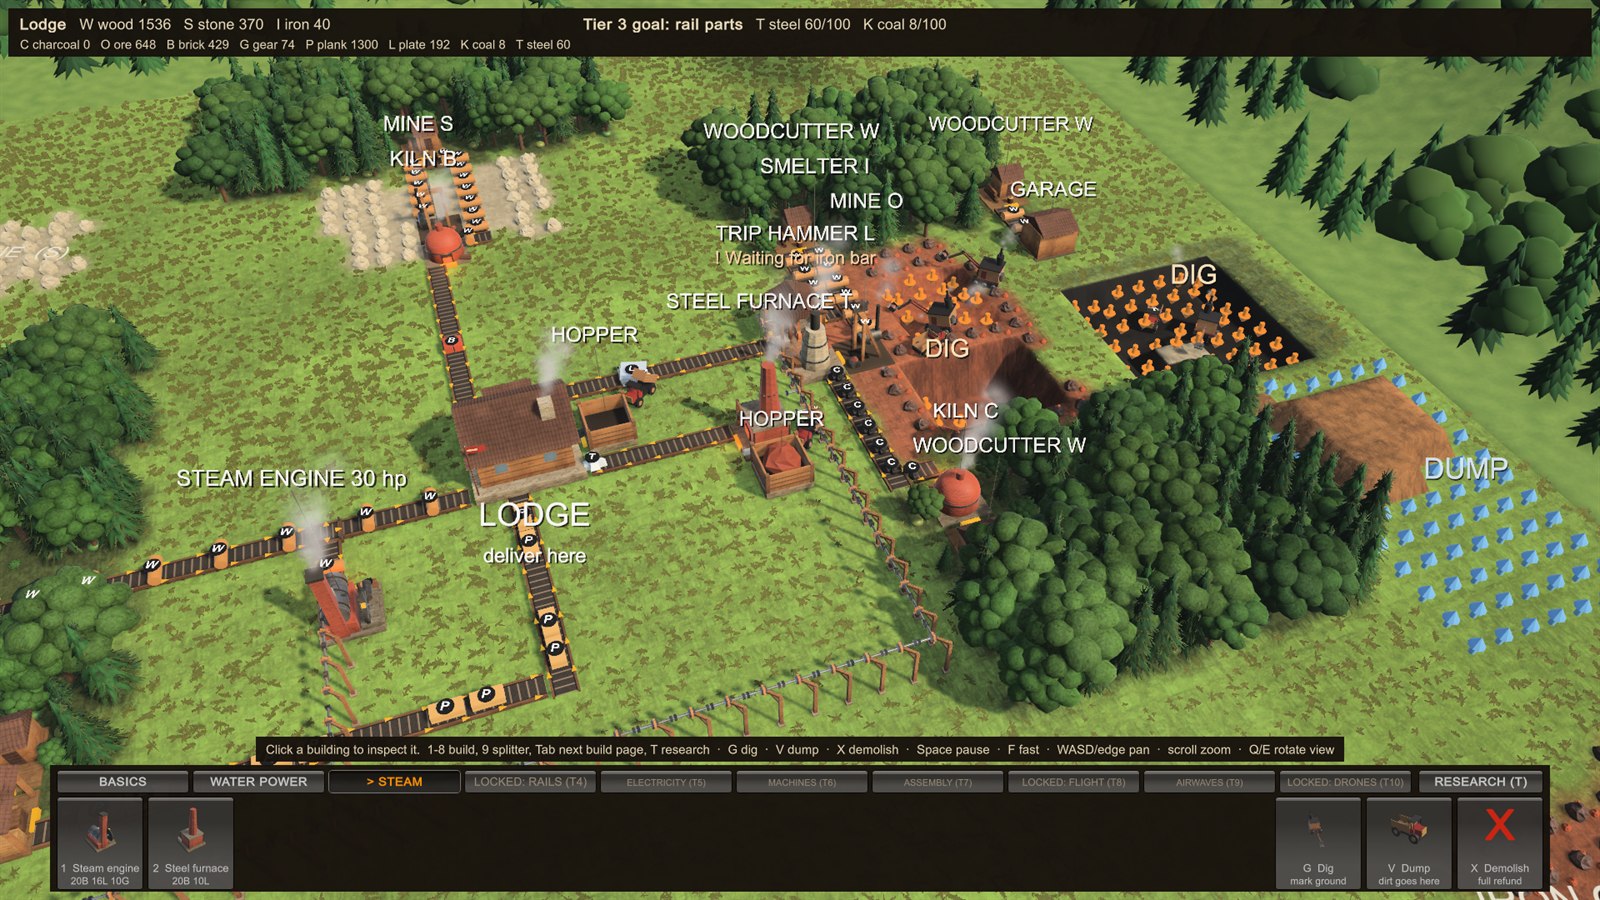 Lodge W wood 1536 S stone 370 I iron 40
Tier 3 goal: rail parts T steel 60/100 K coal 8/100
C charcoal 0 O ore 648 B brick 429 G gear 74 P plank 1300 L plate 192 K coal 8 T steel 60
MINE S
KILN B
WOODCUTTER W
WOODCUTTER W
SMELTER I
GARAGE
MINE O
TRIP HAMMER L
! Waiting for iron bar
DIG
STEEL FURNACE T
HOPPER
DIG
KILN C
HOPPER
WOODCUTTER W
DUMP
STEAM ENGINE 30 hp
LODGE
deliver here
Click a building to inspect it. 1-8 build, 9 splitter, Tab next build page, T research · G dig · V dump · X demolish · Space pause · F fast · WASD/edge pan · scroll zoom · Q/E rotate view
BASICS
WATER POWER
> STEAM
LOCKED: RAILS (T4)
ELECTRICITY (T5)
MACHINES (T6)
ASSEMBLY (T7)
LOCKED: FLIGHT (T8)
AIRWAVES (T9)
LOCKED: DRONES (T10)
RESEARCH (T)
1 Steam engine
20B 16L 10G
2 Steel furnace
20B 10L
G Dig
mark ground
V Dump
dirt goes here
X Demolish
full refund